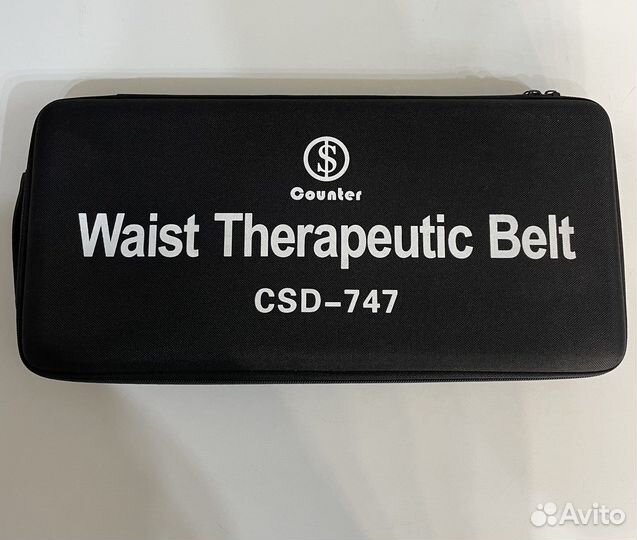 $
Counter
Waist Therapeutic Belt
CSD-747
Avito